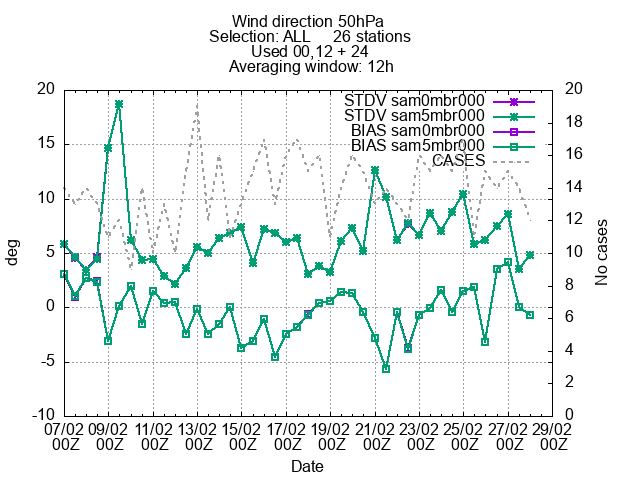 Wind direction 50hPa
Selection: ALL 26 stations
Used 00,12 + 24
Averaging window: 12h
STDV sam0mbr000
STDV sam5mbr000
BIAS sam0mbr000
BIAS sam5mbr000
CASES
20
15
10
5
0
-5
-10
deg
20
18
16
14
12
10
8
6
4
2
0
No cases
07/02 09/02 11/02 13/02 15/02 17/02 19/02 21/02 23/02 25/02 27/02 29/02
00Z 00Z 00Z 00Z 00Z 00Z 00Z 00Z 00Z 00Z 00Z 00Z
Date